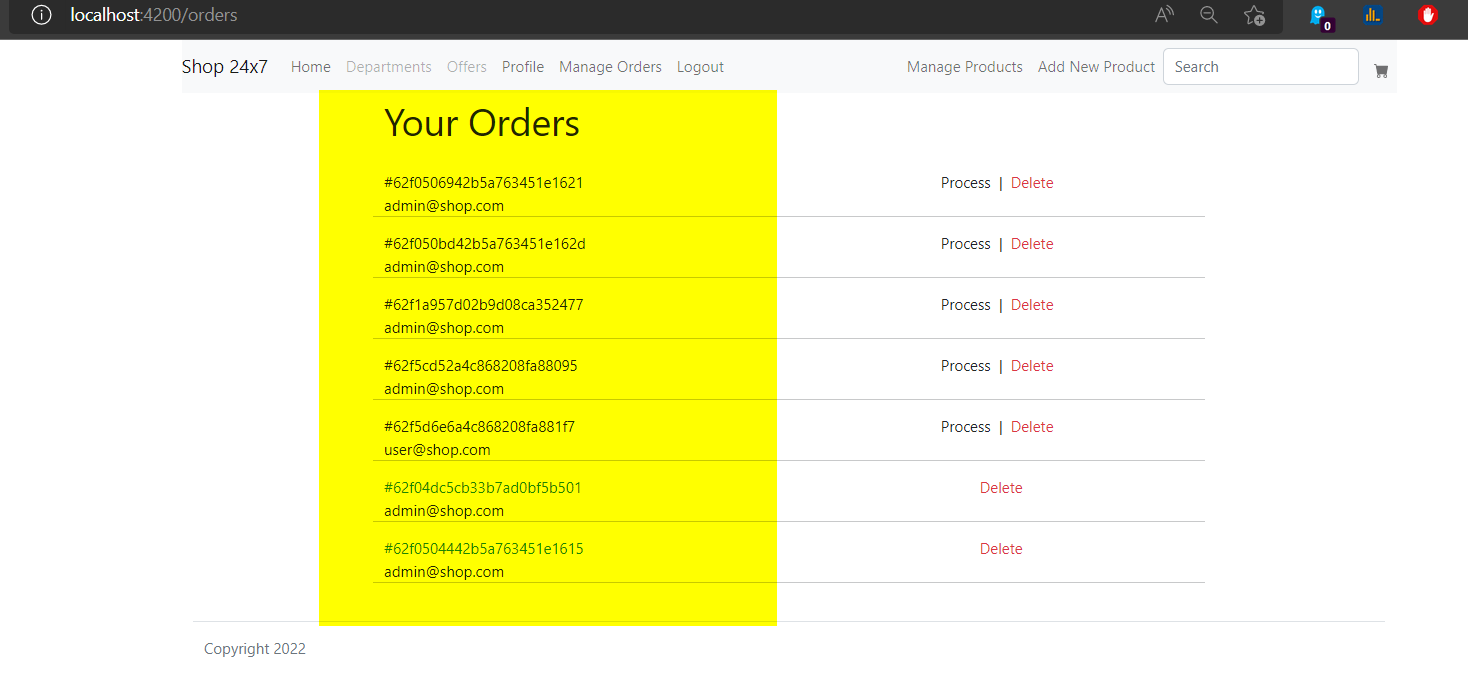 localhost:4200/orders
0
Shop 24x7 Home Departments Offers Profile Manage Orders Logout Manage Products Add New Product Search
Your Orders
#62f0506942b5a763451e1621 Process | Delete
admin@shop.com
#62f050bd42b5a763451e162d Process | Delete
admin@shop.com
#62f1a957d02b9d08ca352477 Process | Delete
admin@shop.com
#62f5cd52a4c868208fa88095 Process | Delete
admin@shop.com
#62f5d6e6a4c868208fa881f7 Process | Delete
user@shop.com
#62f04dc5cb33b7ad0bf5b501 Delete
admin@shop.com
#62f0504442b5a763451e1615 Delete
admin@shop.com
Copyright 2022